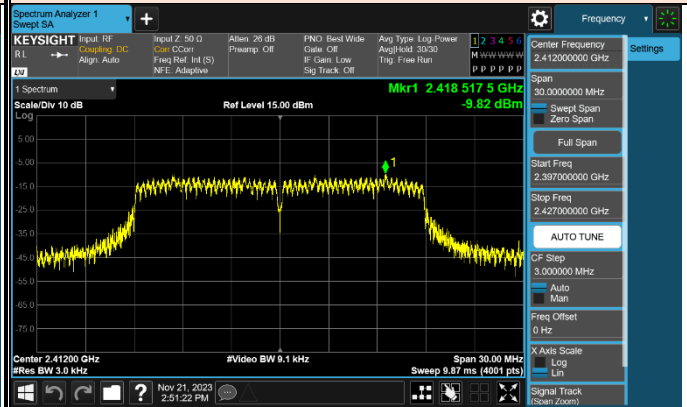 Spectrum Analyzer 1
Swept SA
+
Frequency
KEYSIGHT
RL
LXI
Input: RF
Coupling: DC
Align: Auto
Input Z: 50 Ω
Corr CCorr
Freq Ref: Int (S)
NFE: Adaptive
Atten: 26 dB
Preamp: Off
PNO: Best Wide
Gate: Off
IF Gain: Low
Sig Track: Off
Avg Type: Log-Power
Avg|Hold: 30/30
Trig: Free Run
1 2 3 4 5 6
M W W W W W
P P P P P P
1 Spectrum
Scale/Div 10 dB
Log
Ref Level 15.00 dBm
Mkr1 2.418 517 5 GHz
-9.82 dBm
5.00
-5.00
-15.0
-25.0
-35.0
-45.0
-55.0
-65.0
-75.0
1
Center 2.41200 GHz
#Res BW 3.0 kHz
#Video BW 9.1 kHz
Span 30.00 MHz
Sweep 9.87 ms (4001 pts)
Nov 21, 2023
2:51:22 PM
Center Frequency
2.412000000 GHz
Span
30.0000000 MHz
Swept Span
Zero Span
Full Span
Start Freq
2.397000000 GHz
Stop Freq
2.427000000 GHz
AUTO TUNE
CF Step
3.000000 MHz
Auto
Man
Freq Offset
0 Hz
X Axis Scale
Log
Lin
Signal Track
(Span Zoom)
Settings